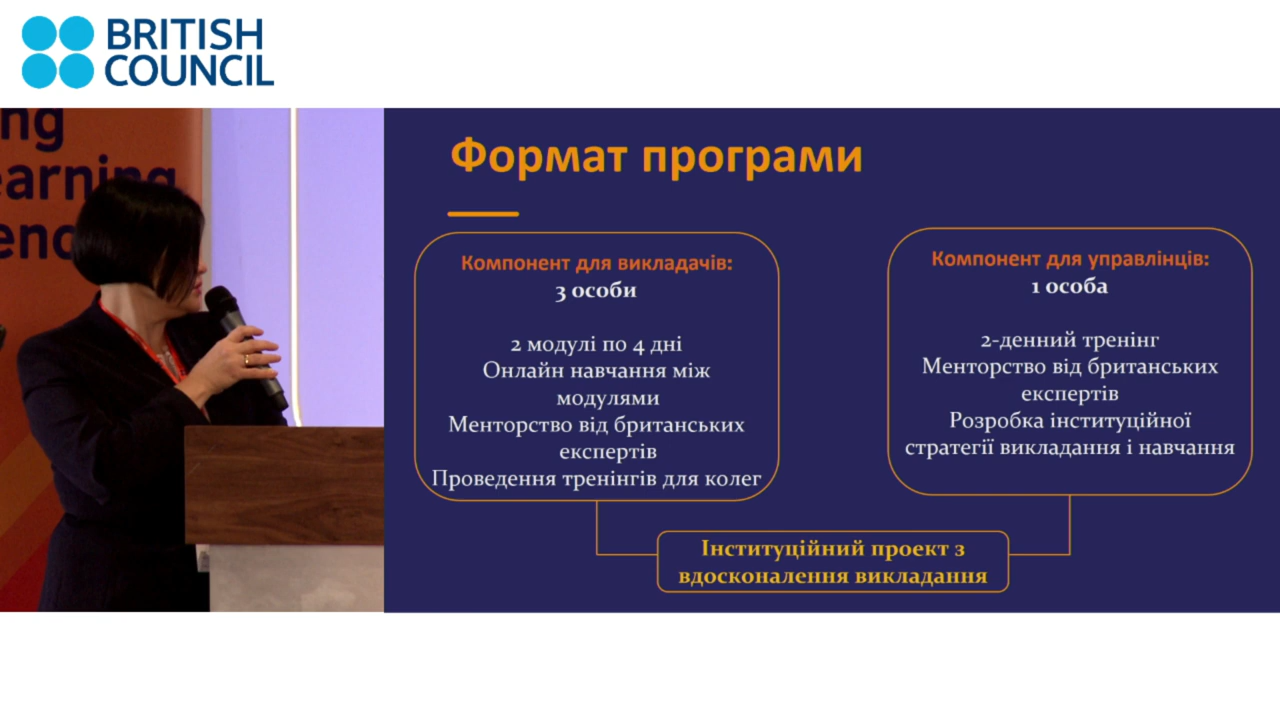 BRITISH
COUNCIL
ng
earning
Формат програми
Компонент для викладачів:
3 особи
2 модулі по 4 дні
Онлайн навчання між
модулями
Менторство від британських
експертів
Проведення тренінгів для колег
Компонент для управлінців:
1 особа
2-денний тренінг
Менторство від британських
експертів
Розробка інституційної
стратегії викладання і навчання
Інституційний проект з
вдосконалення викладання